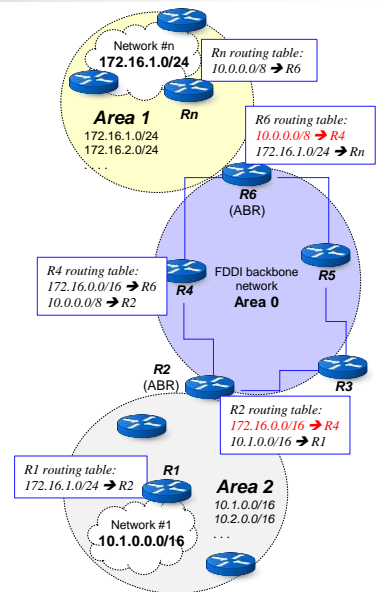 Network #n
172.16.1.0/24
Rn routing table:
10.0.0.0/8 ➔ R6
Rn
Area 1
172.16.1.0/24
172.16.2.0/24
. . . .
R6 routing table:
10.0.0.0/8 ➔ R4
172.16.1.0/24 ➔ Rn
R6
(ABR)
R4 routing table:
172.16.0.0/16 ➔ R6
10.0.0.0/8 ➔ R2
R4
FDDI backbone
network
Area 0
R5
R2
(ABR)
R3
R2 routing table:
172.16.0.0/16 ➔ R4
10.1.0.0/16 ➔ R1
R1 routing table:
172.16.1.0/24 ➔ R2
R1
Area 2
10.1.0.0/16
10.2.0.0/16
. . .
Network #1
10.1.0.0.0/16